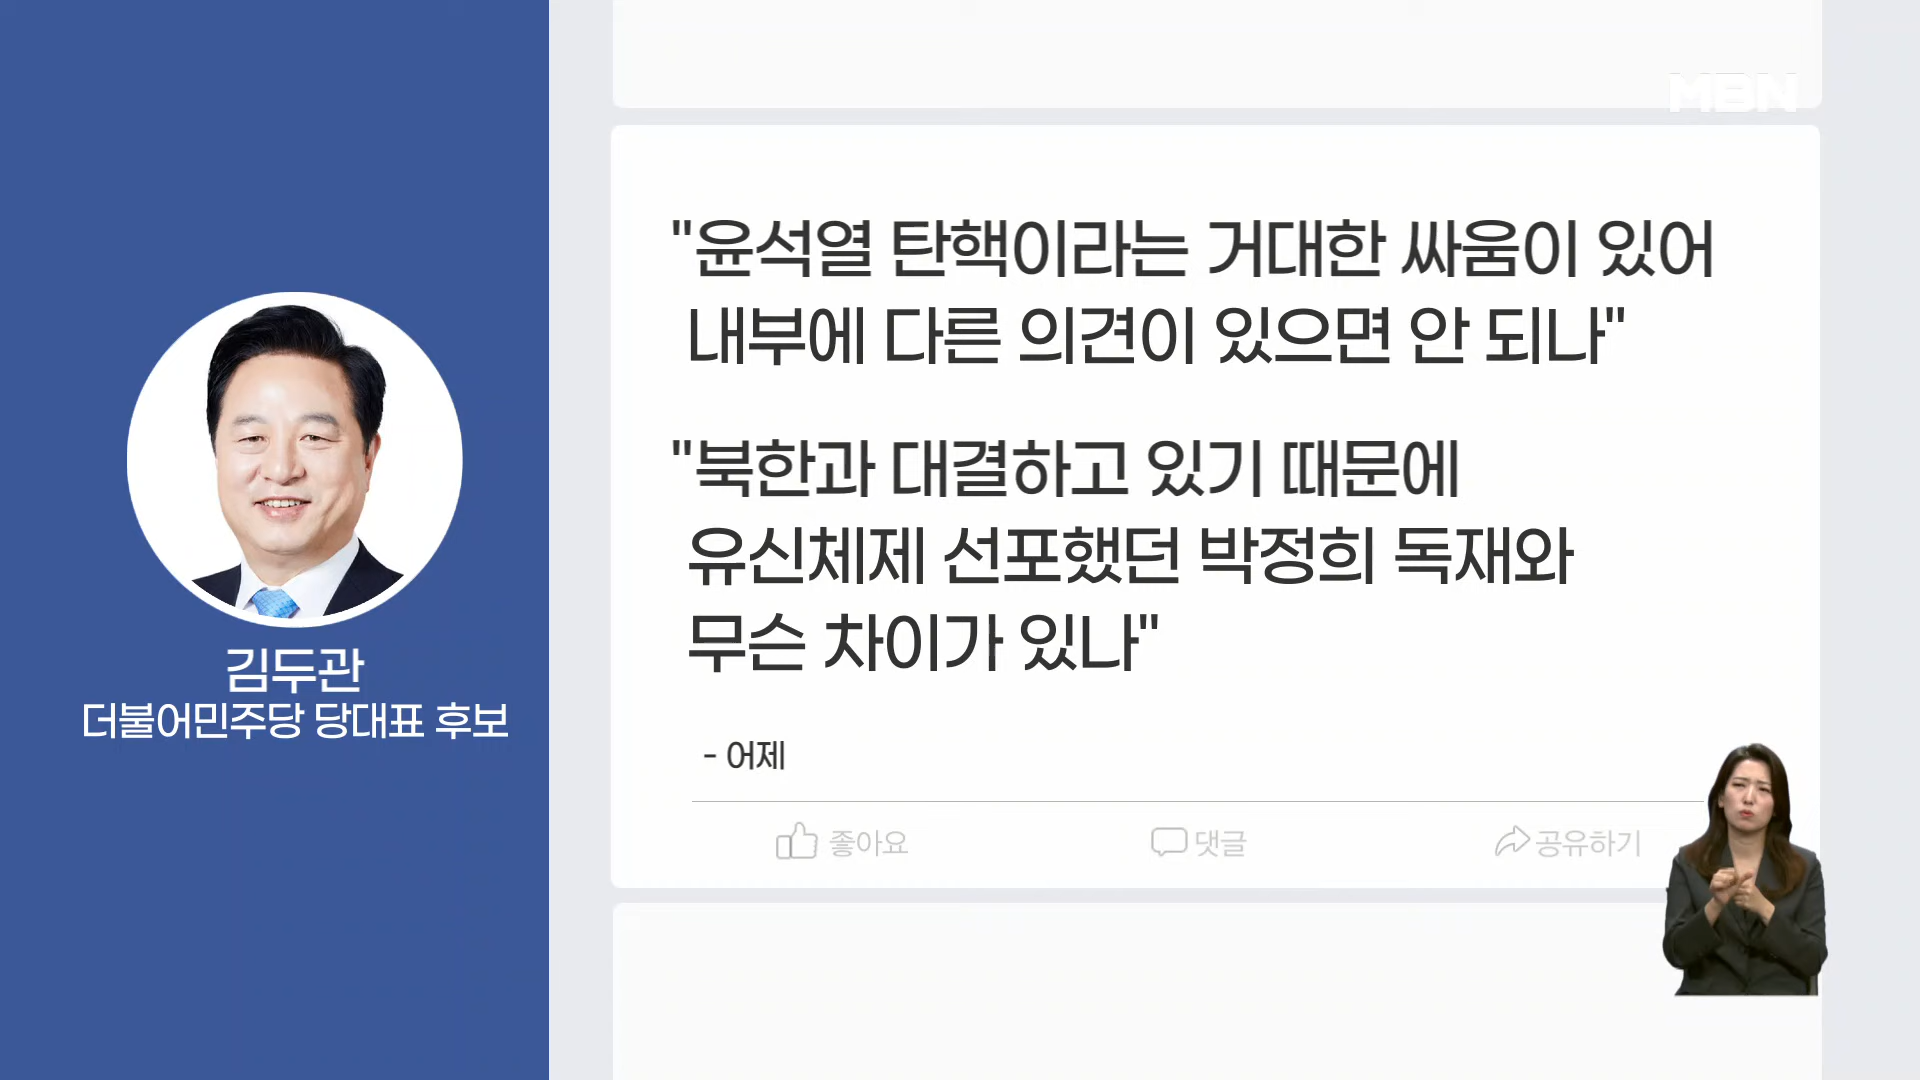 MBN
"윤석열 탄핵이라는 거대한 싸움이 있어
내부에 다른 의견이 있으면 안 되나"
"북한과 대결하고 있기 때문에
유신체제 선포했던 박정희 독재와
무슨 차이가 있나"
- 어제
좋아요 댓글 공유하기
김두관
더불어민주당 당대표 후보